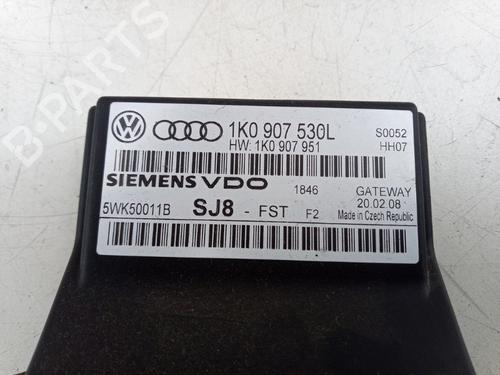 1K0 907 530L S0052
HW: 1K0 907 951 HH07
SIEMENS VDO 1846 GATEWAY
5WK50011B SJ8 - FST F2 20.02.08
Made in Czech Republic
B-PARTS